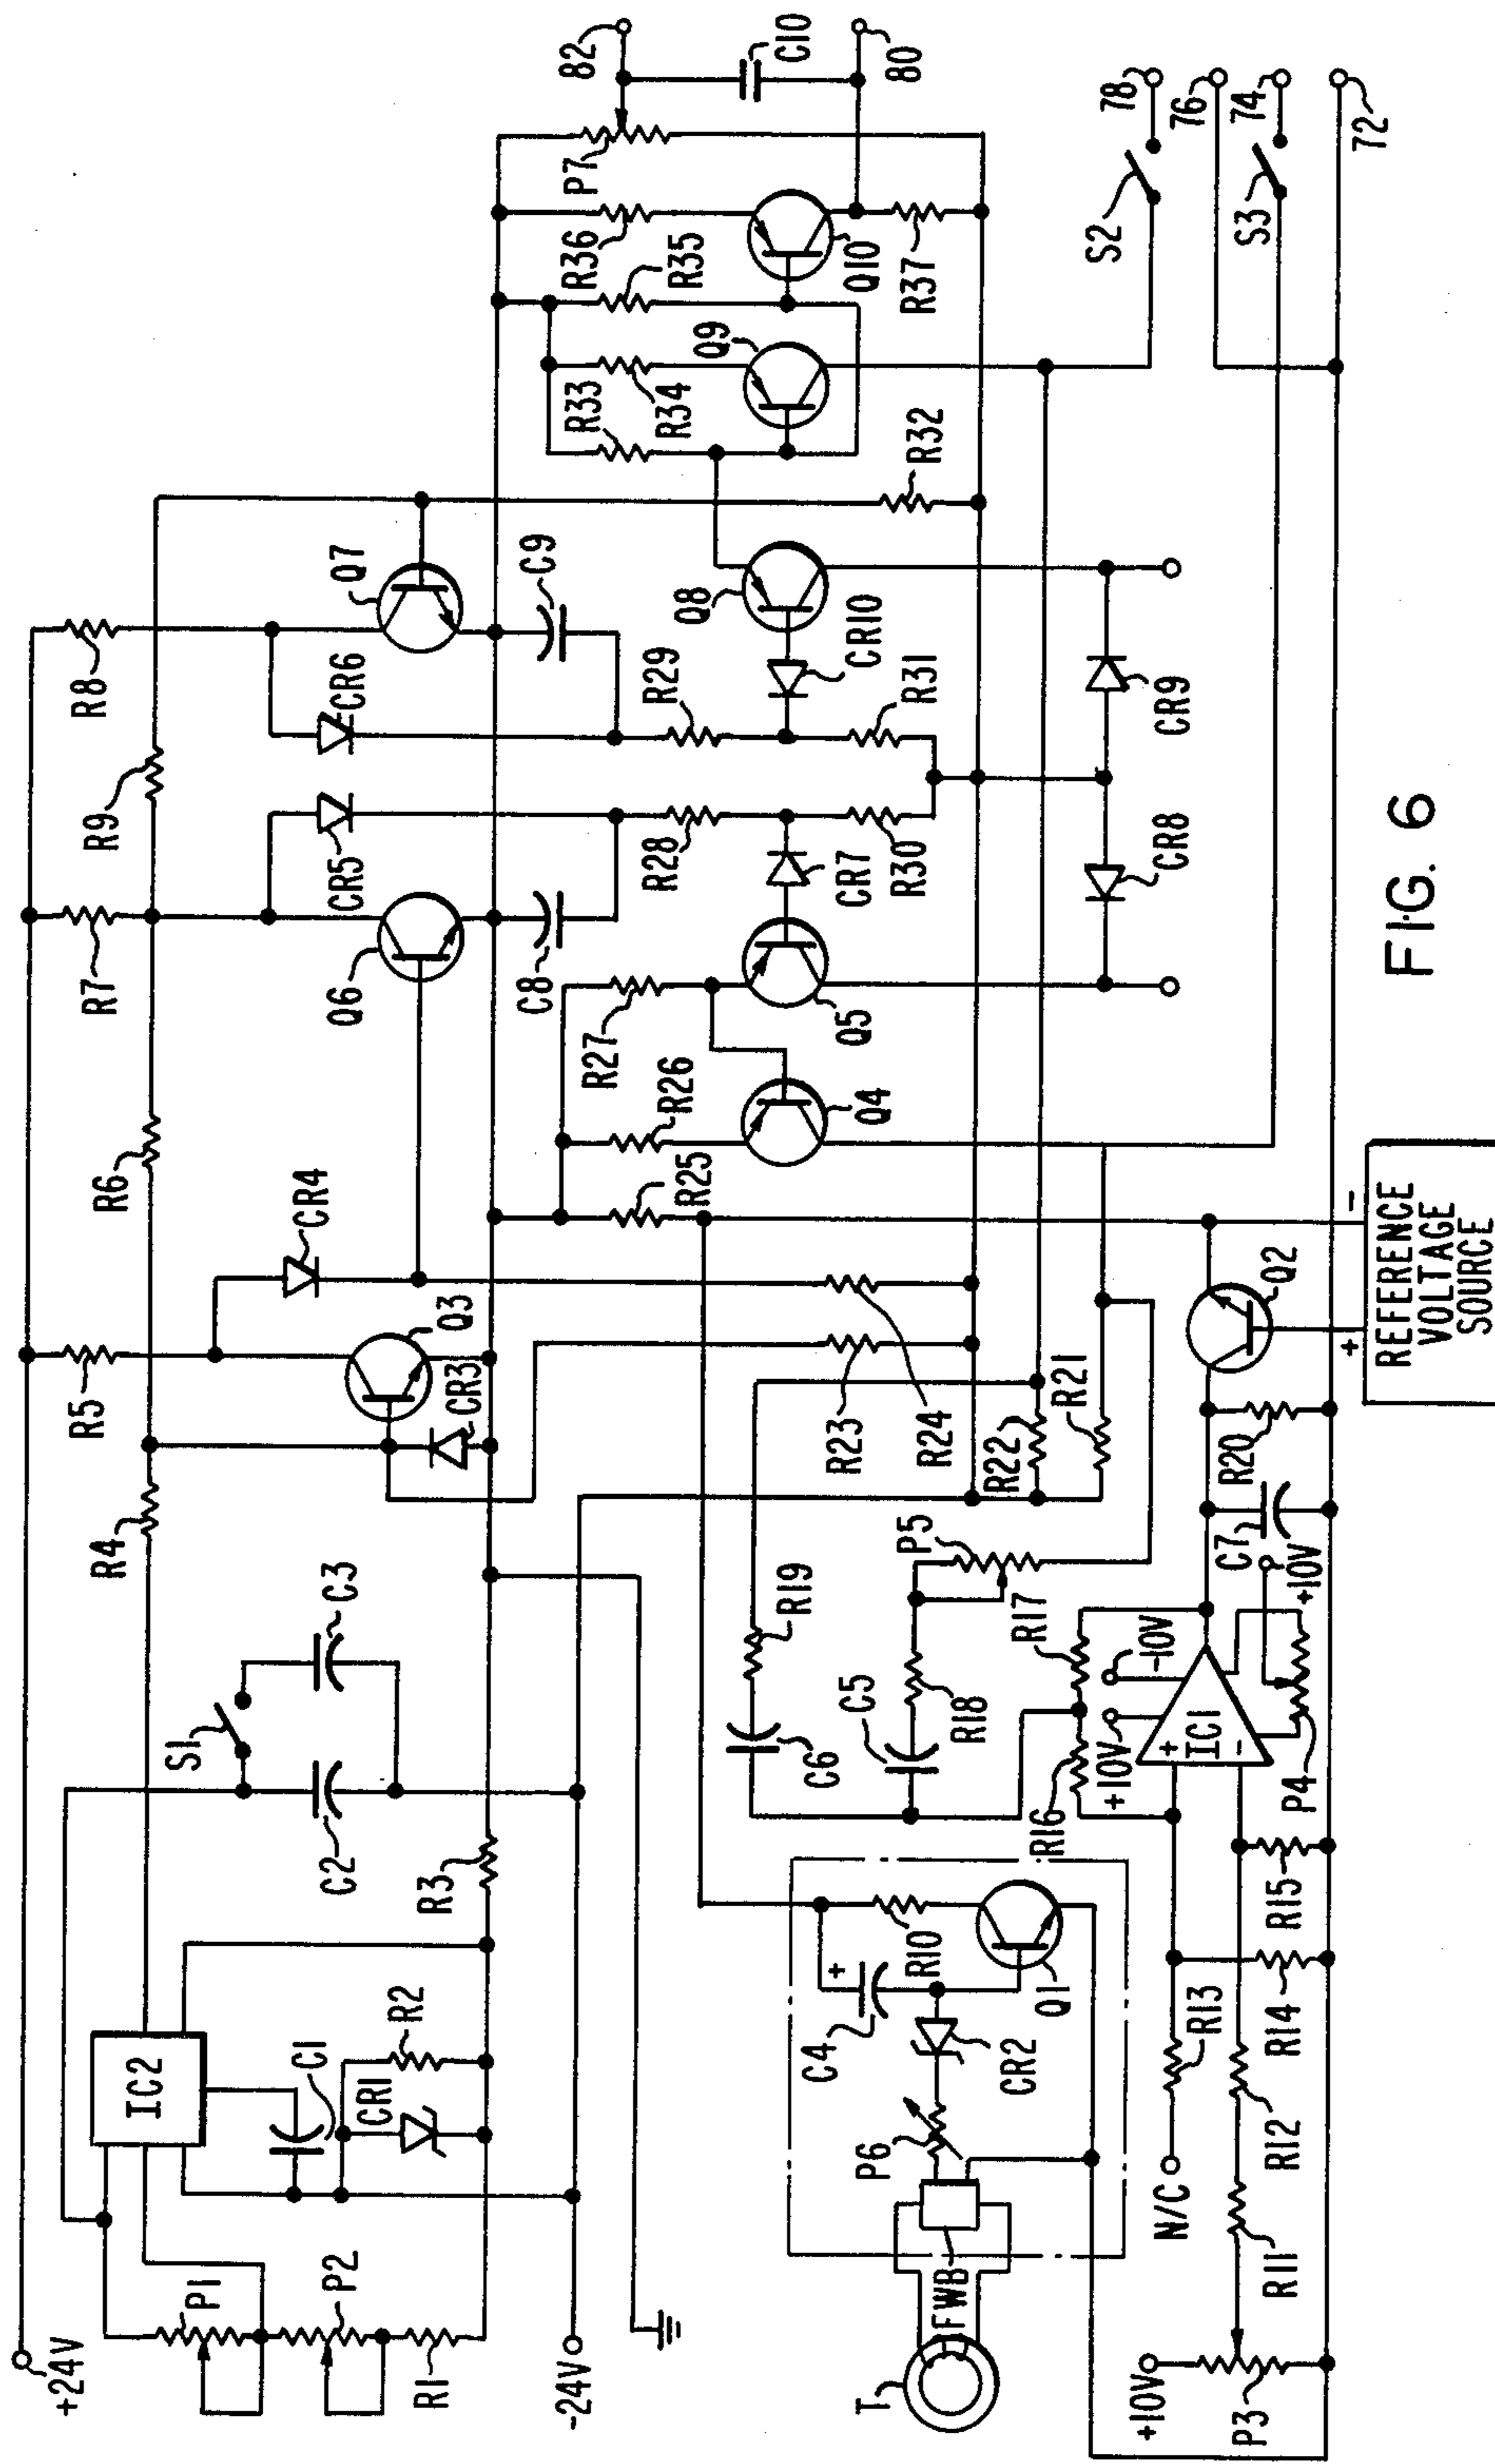 +24V
P1
P2
R1
-24V
IC2
C1
CR1
R2
R3
S1
C2
C3
R4
R5
CR3
Q3
CR4
R6
R7
R8
R9
CR5
CR6
Q6
Q7
C8
C9
R23
R24
R25
R26
R27
Q4
Q5
CR7
R28
R29
R30
R31
CR10
Q8
CR8
CR9
R32
R33
R34
R35
R36
Q9
Q10
R37
P7
C10
82
80
78
76
74
72
S2
S3
T
FWB
P6
CR2
C4
R10
Q1
C6
R19
C5
R18
P5
R22
R21
R16
R17
+10V
-10V
+
IC1
-
P4
+10V
C7
R20
Q2
+
-
REFERENCE
VOLTAGE
SOURCE
N/C
R13
R14
R15
R12
R11
+10V
P3
+
FIG. 6